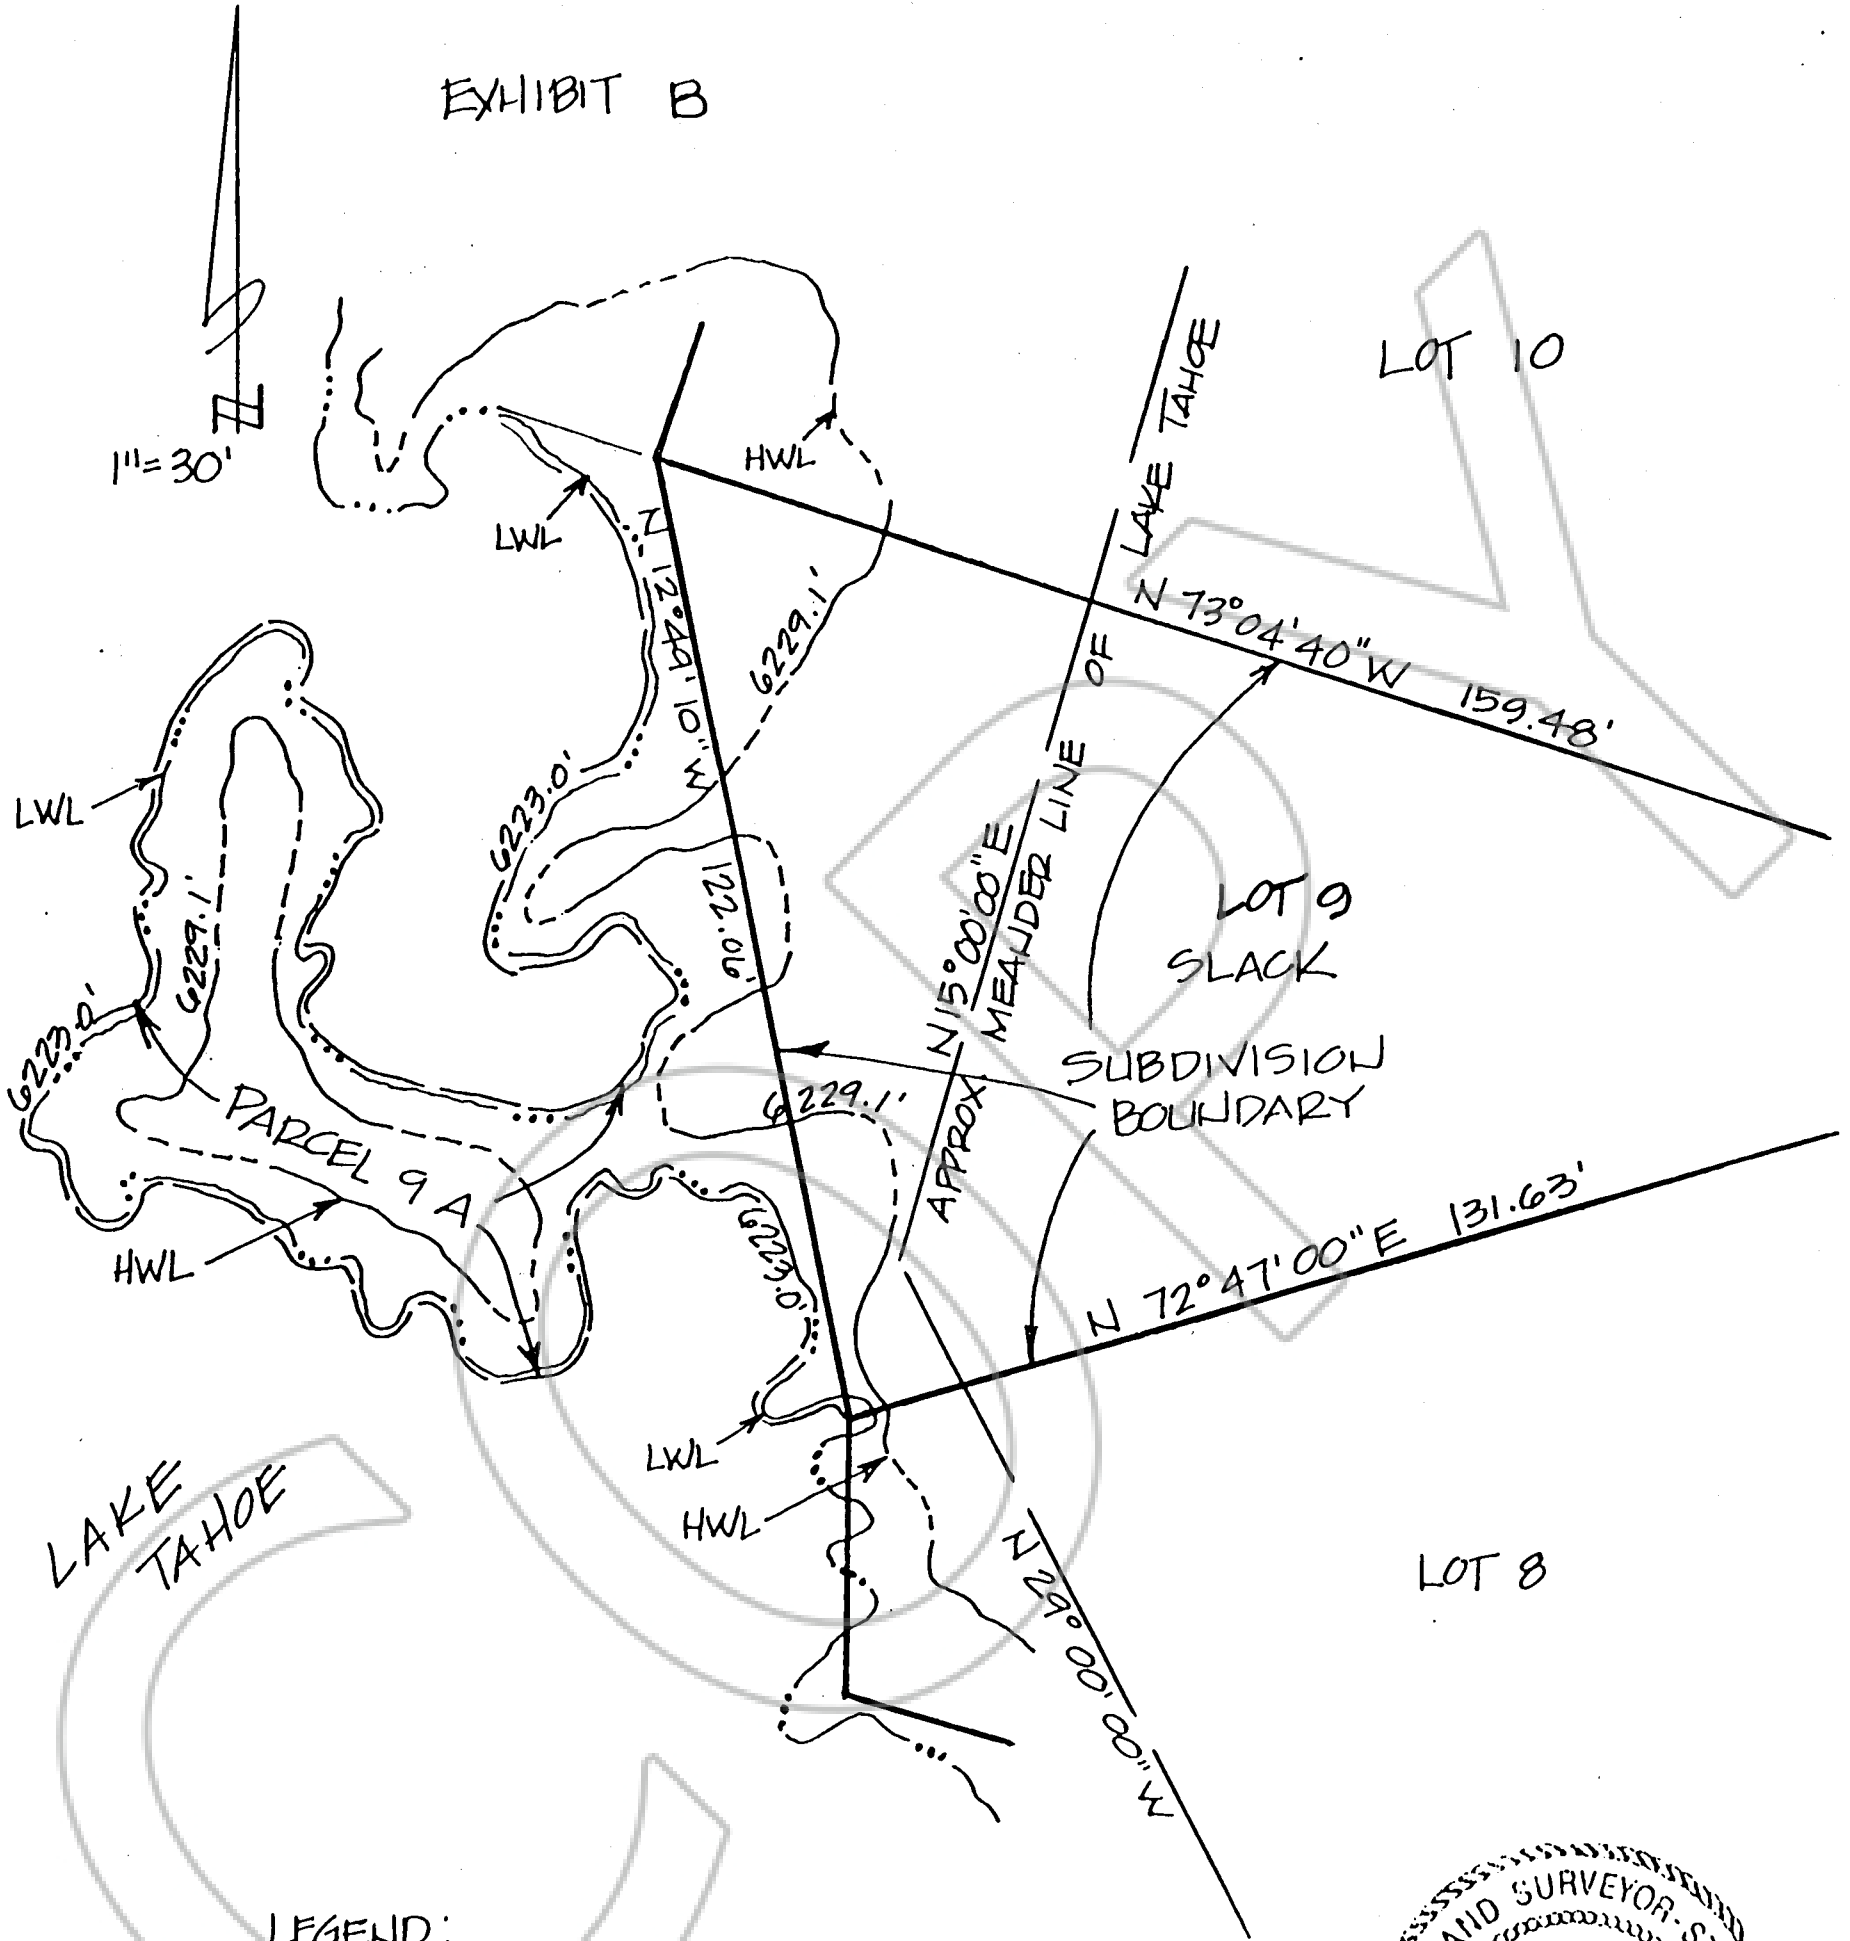 EXHIBIT B
N
1"=30'
LOT 10
LAKE TAHOE
HWL
LWL
N 12°49'10" W
122.06'
6229.1'
N 73°04'40" W 159.48'
OF
6223.0'
LWL
6229.1'
N 15°00'00" E
MEANDER LINE
APPROX.
LOT 9
SLACK
6223.0'
SUBDIVISION
BOUNDARY
PARCEL 9A
6229.1'
HWL
6223.0'
N 72°47'00" E 131.63'
LWL
HWL
LAKE
TAHOE
N 29°00'00" W
LOT 8
LEGEND:
LAND SURVEYOR
COPY